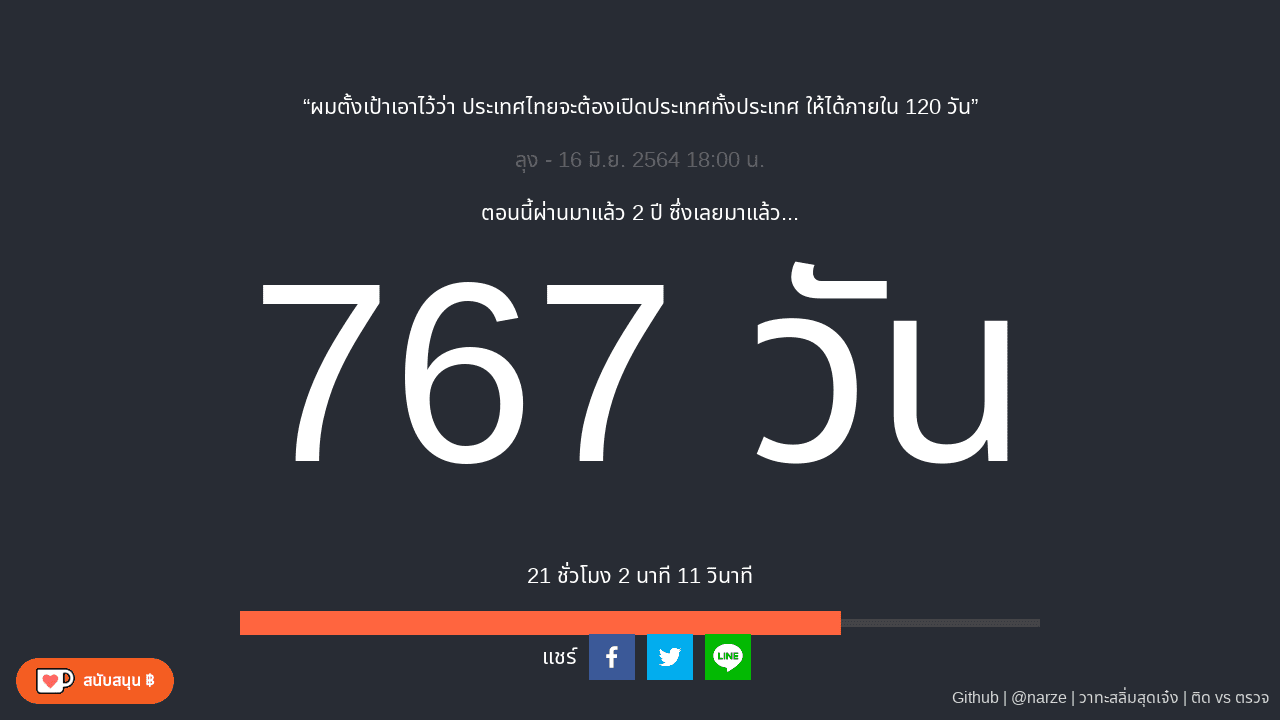 “ผมตั้งเป้าเอาไว้ว่า ประเทศไทยจะต้องเปิดประเทศทั้งประเทศ ให้ได้ภายใน 120 วัน”
ลุง - 16 มิ.ย. 2564 18:00 น.
ตอนนี้ผ่านมาแล้ว 2 ปี ซึ่งเลยมาแล้ว...
767 วัน
21 ชั่วโมง 2 นาที 11 วินาที
แชร์
LINE
สนับสนุน ฿
Github | @narze | วาทะสลิ่มสุดเจ๋ง | ติด vs ตรวจ